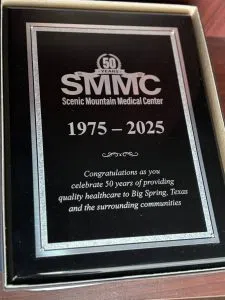 50
YEARS
SMMC
Scenic Mountain Medical Center
1975 – 2025
Congratulations as you
celebrate 50 years of providing
quality healthcare to Big Spring, Texas
and the surrounding communities